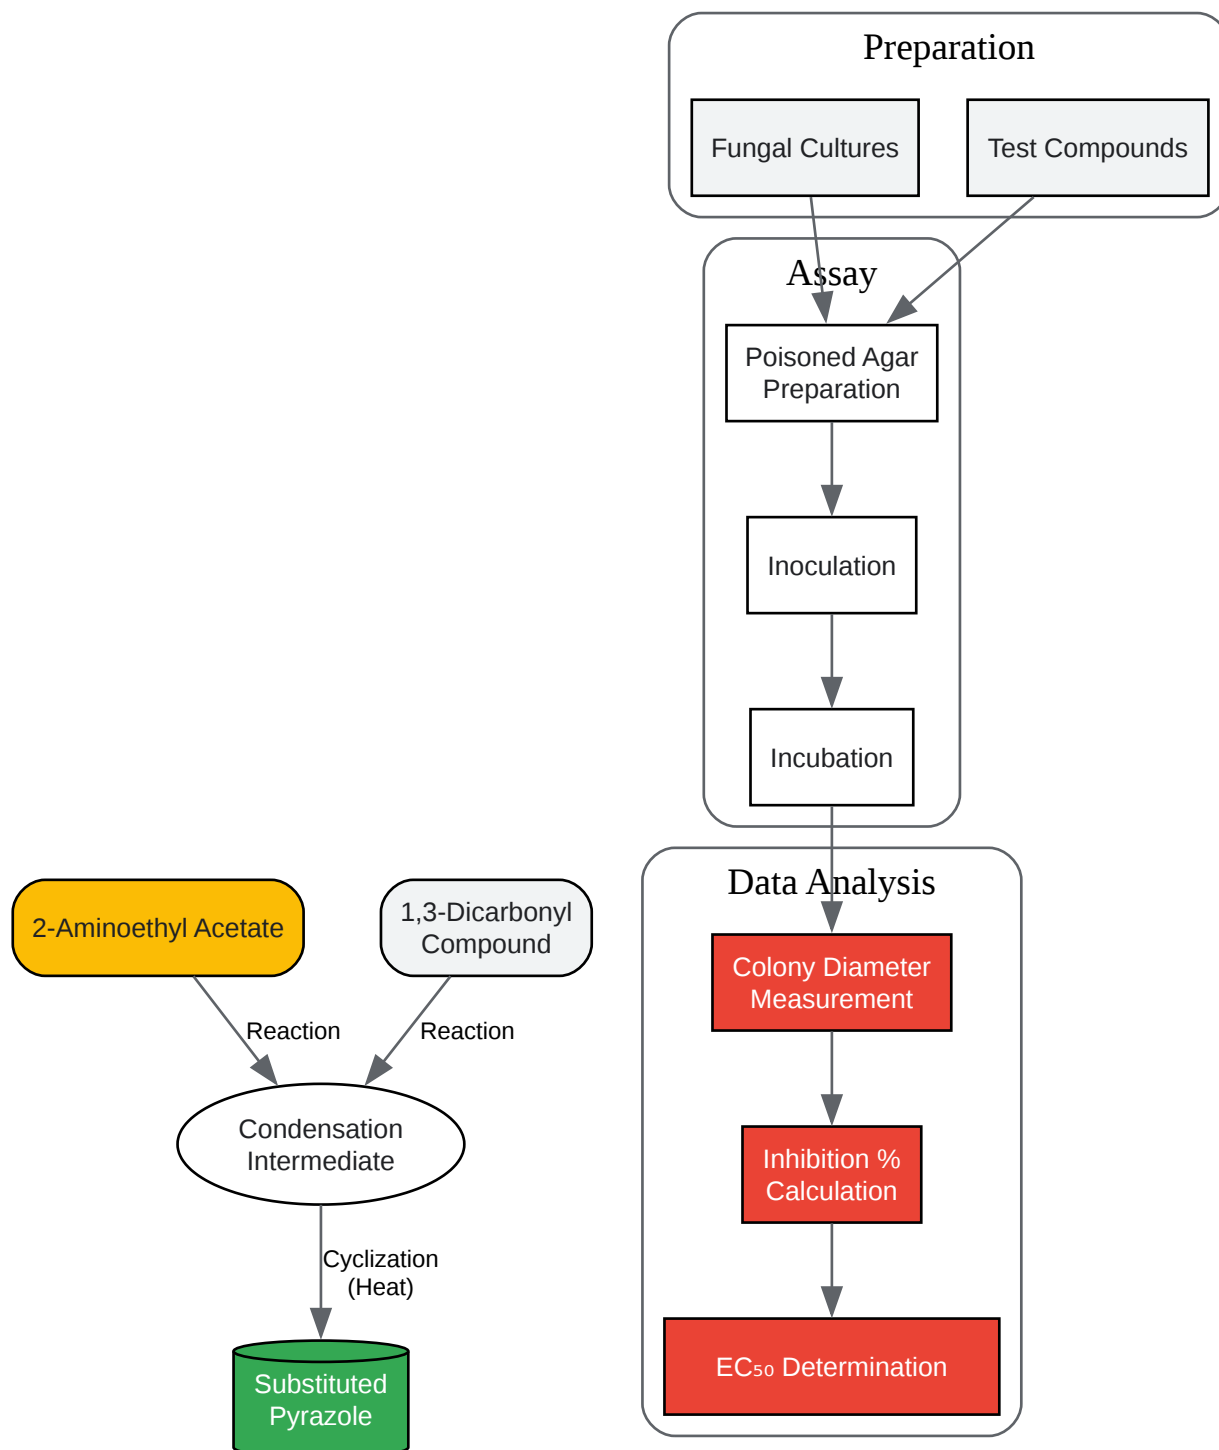 Preparation
Fungal Cultures
Test Compounds
Assay
Poisoned Agar
Preparation
Inoculation
Incubation
Data Analysis
Colony Diameter
Measurement
Inhibition %
Calculation
EC₅₀ Determination
2-Aminoethyl Acetate
1,3-Dicarbonyl
Compound
Reaction
Reaction
Condensation
Intermediate
Cyclization
(Heat)
Substituted
Pyrazole